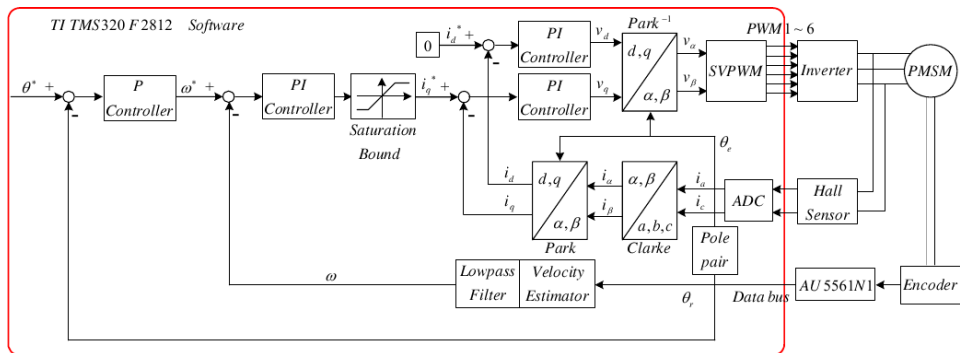 TI TMS320 F2812 Software
0
i_d^* +
PI
Controller
v_d
Park^-1
d,q
α,β
v_α
v_β
SVPWM
PWM 1 ~ 6
Inverter
PMSM
θ^* +
-
P
Controller
ω^* +
-
PI
Controller
Saturation
Bound
i_q^* +
-
-
PI
Controller
v_q
θ_e
i_d
i_q
d,q
α,β
Park
i_α
i_β
α,β
a,b,c
Clarke
i_a
i_c
ADC
Hall
Sensor
Pole
pair
ω
Lowpass
Filter
Velocity
Estimator
θ_r
Data bus
AU 5561N1
Encoder